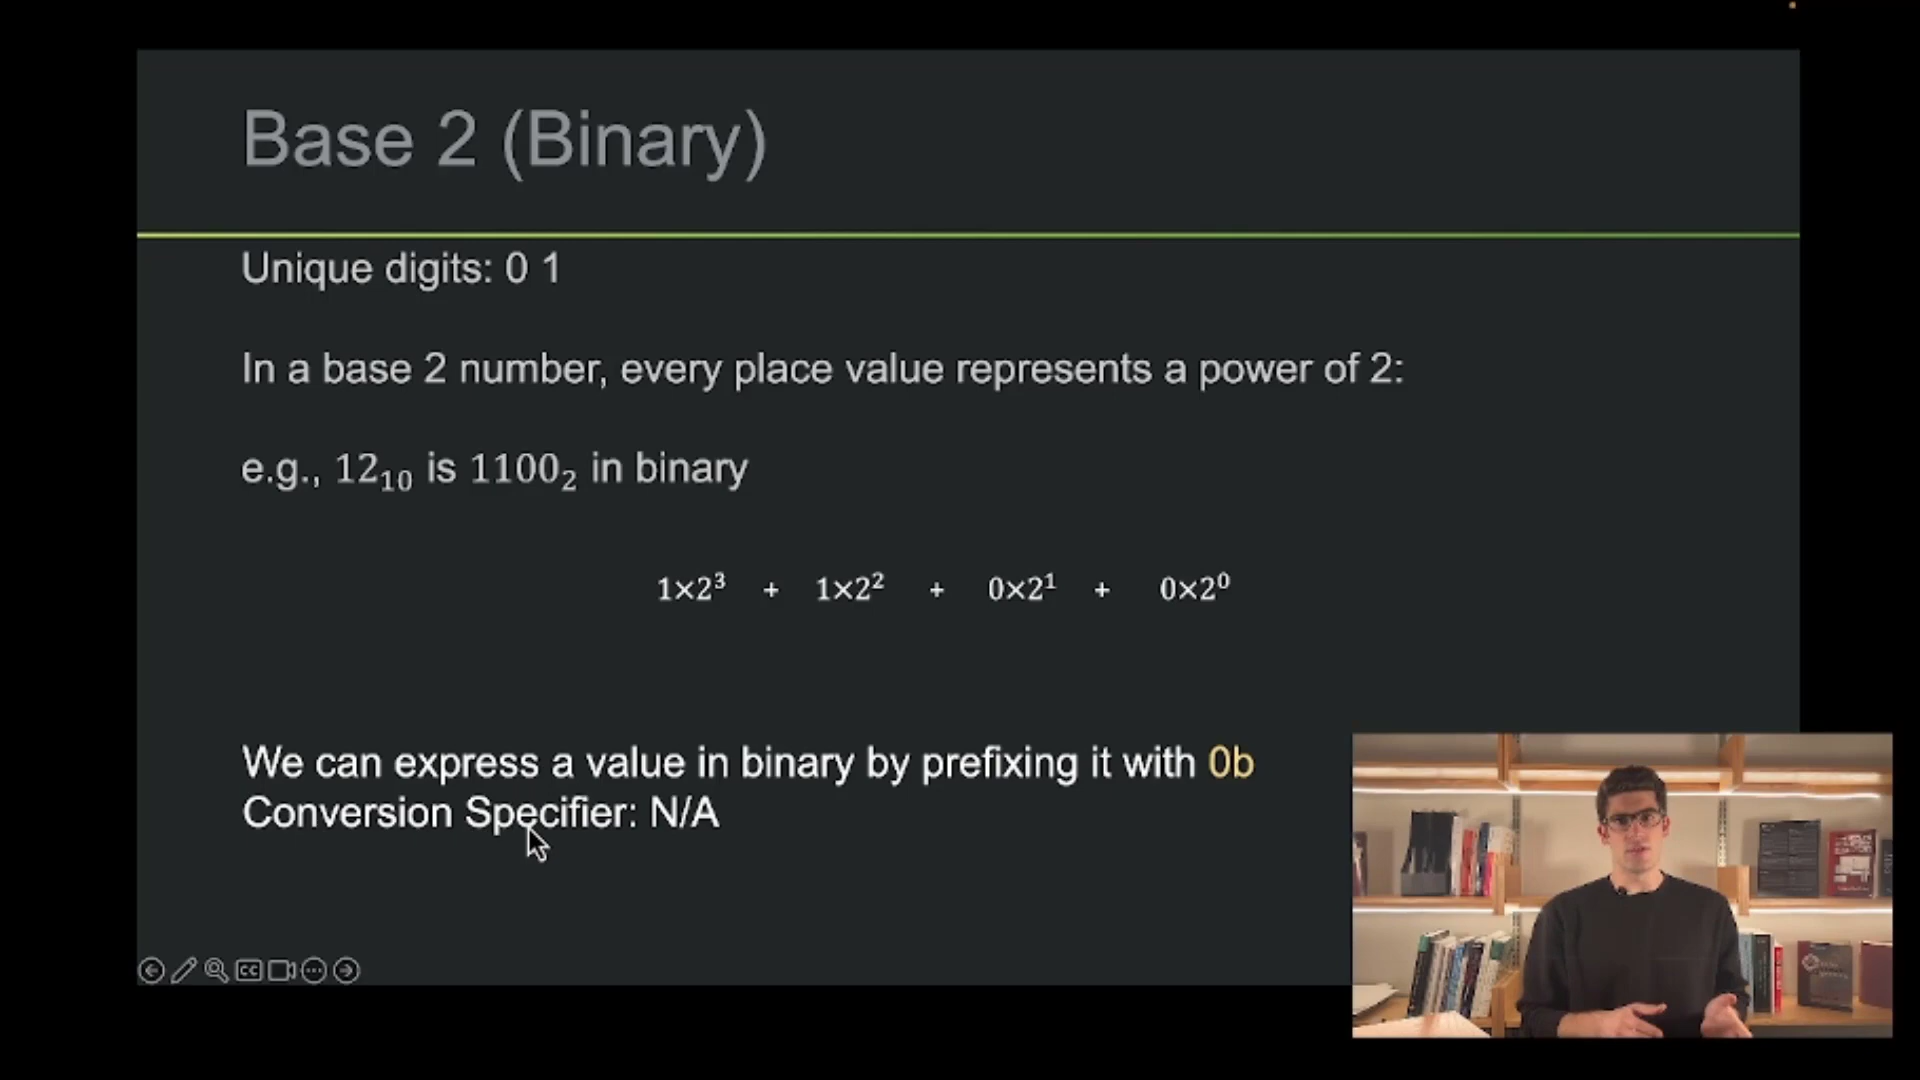 Base 2 (Binary)
Unique digits: 0 1
In a base 2 number, every place value represents a power of 2:
e.g., 12₁₀ is 1100₂ in binary
1×2³ + 1×2² + 0×2¹ + 0×2⁰
We can express a value in binary by prefixing it with 0b
Conversion Specifier: N/A
CC